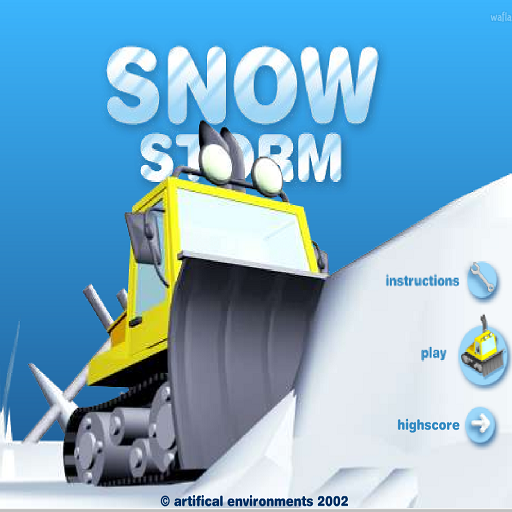 SNOW
STORM
instructions
play
highscore
© artifical environments 2002